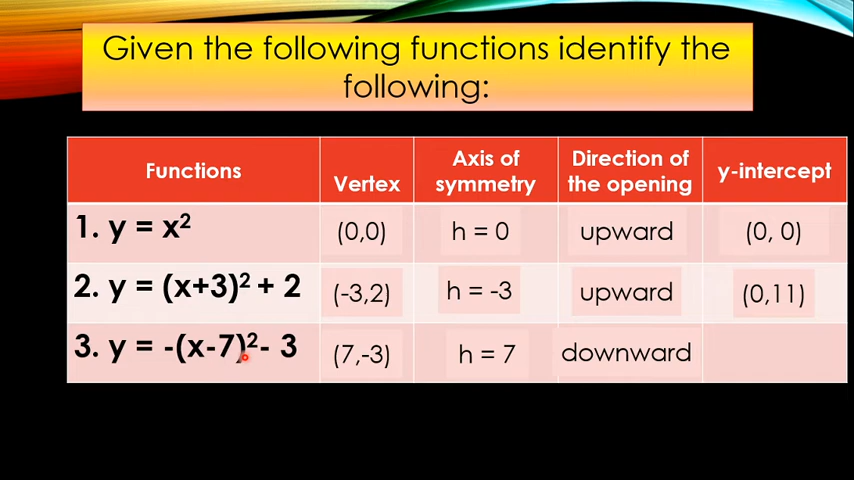 Given the following functions identify the
following:
Functions
Vertex
Axis of
symmetry
Direction of
the opening
y-intercept
1. y = x²
(0,0)
h = 0
upward
(0, 0)
2. y = (x+3)² + 2
(-3,2)
h = -3
upward
(0,11)
3. y = -(x-7)² - 3
(7,-3)
h = 7
downward